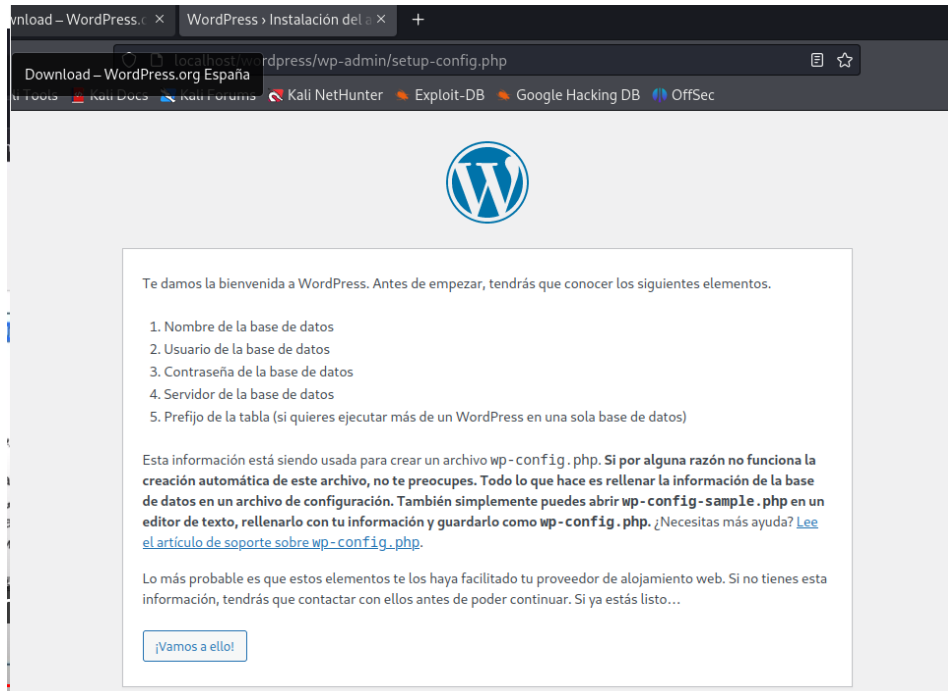 wnload – WordPress.c ×
WordPress › Instalación del a ×
+
localhost/wordpress/wp-admin/setup-config.php
Download – WordPress.org España
Tools
Kali Docs
Kali Forums
Kali NetHunter
Exploit-DB
Google Hacking DB
OffSec
Te damos la bienvenida a WordPress. Antes de empezar, tendrás que conocer los siguientes elementos.
1. Nombre de la base de datos
2. Usuario de la base de datos
3. Contraseña de la base de datos
4. Servidor de la base de datos
5. Prefijo de la tabla (si quieres ejecutar más de un WordPress en una sola base de datos)
Esta información está siendo usada para crear un archivo wp-config.php. Si por alguna razón no funciona la
creación automática de este archivo, no te preocupes. Todo lo que hace es rellenar la información de la base
de datos en un archivo de configuración. También simplemente puedes abrir wp-config-sample.php en un
editor de texto, rellenarlo con tu información y guardarlo como wp-config.php. ¿Necesitas más ayuda? Lee
el artículo de soporte sobre wp-config.php.
Lo más probable es que estos elementos te los haya facilitado tu proveedor de alojamiento web. Si no tienes esta
información, tendrás que contactar con ellos antes de poder continuar. Si ya estás listo…
¡Vamos a ello!